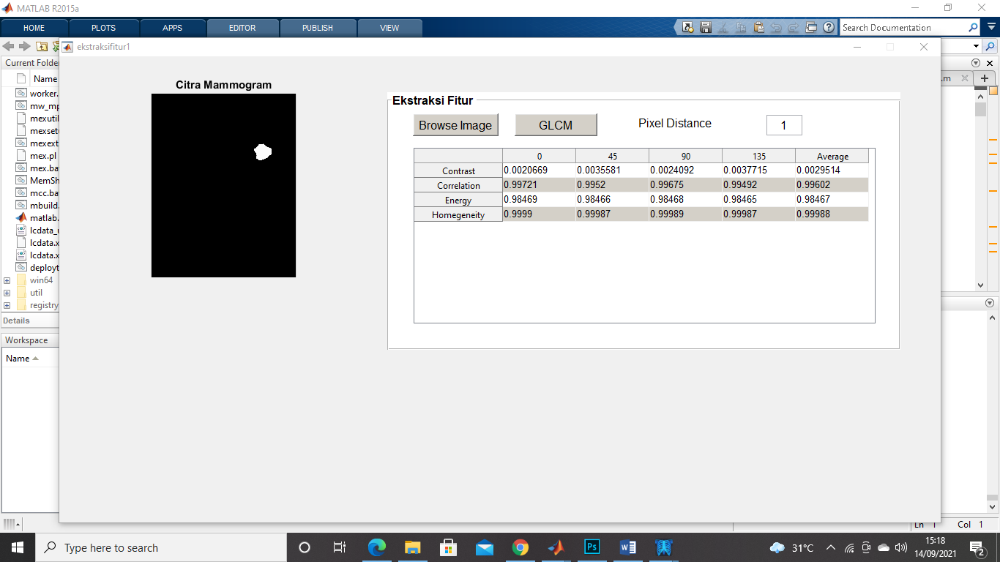 MATLAB R2015a
HOME PLOTS APPS EDITOR PUBLISH VIEW
Search Documentation
ekstraksifitur1
Current Folde
.m
Name
worker.
mw_mp
mexutil
mexset
mexext
mex.pl
mex.ba
MemSh
mcc.ba
mbuild.
matlab.
lcdata_u
lcdata.x
lcdata.x
deployt
win64
util
registry
Details
Workspace
Name
Citra Mammogram
Ekstraksi Fitur
Browse Image GLCM Pixel Distance 1
0 45 90 135 Average
Contrast 0.0020669 0.0035581 0.0024092 0.0037715 0.0029514
Correlation 0.99721 0.9952 0.99675 0.99492 0.99602
Energy 0.98469 0.98466 0.98468 0.98465 0.98467
Homegeneity 0.9999 0.99987 0.99989 0.99987 0.99988
Ln 1 Col 1
Type here to search
Ps
31°C
15:18
14/09/2021
2